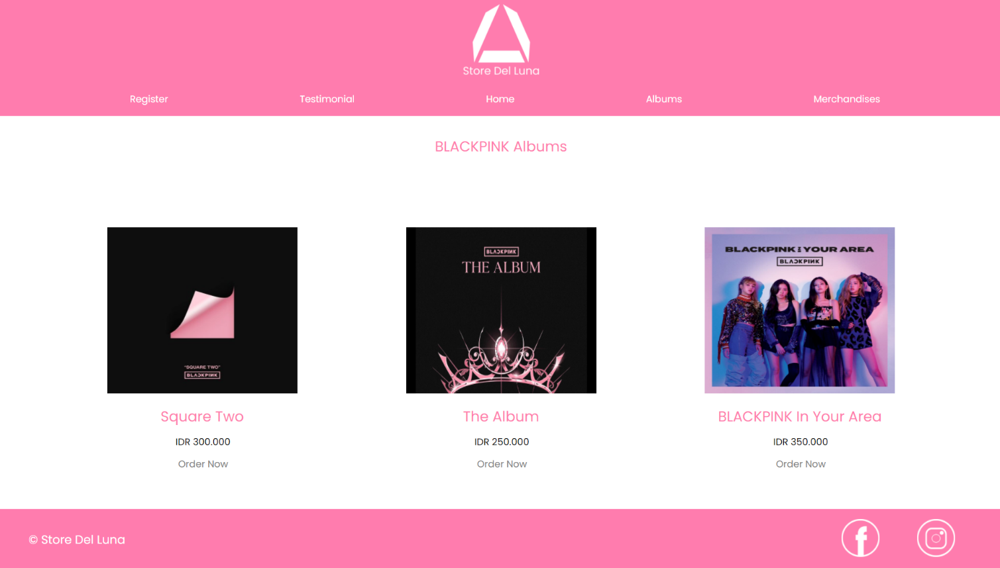 Store Del Luna
Register Testimonial Home Albums Merchandises
BLACKPINK Albums
"SQUARE TWO"
BLACKPINK
BLACKPINK
THE ALBUM
BLACKPINK IN YOUR AREA
BLACKPINK
Square Two
IDR 300.000
Order Now
The Album
IDR 250.000
Order Now
BLACKPINK In Your Area
IDR 350.000
Order Now
© Store Del Luna